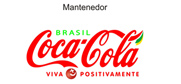 Mantenedor
BRASIL
Coca-Cola
VIVA POSITIVAMENTE